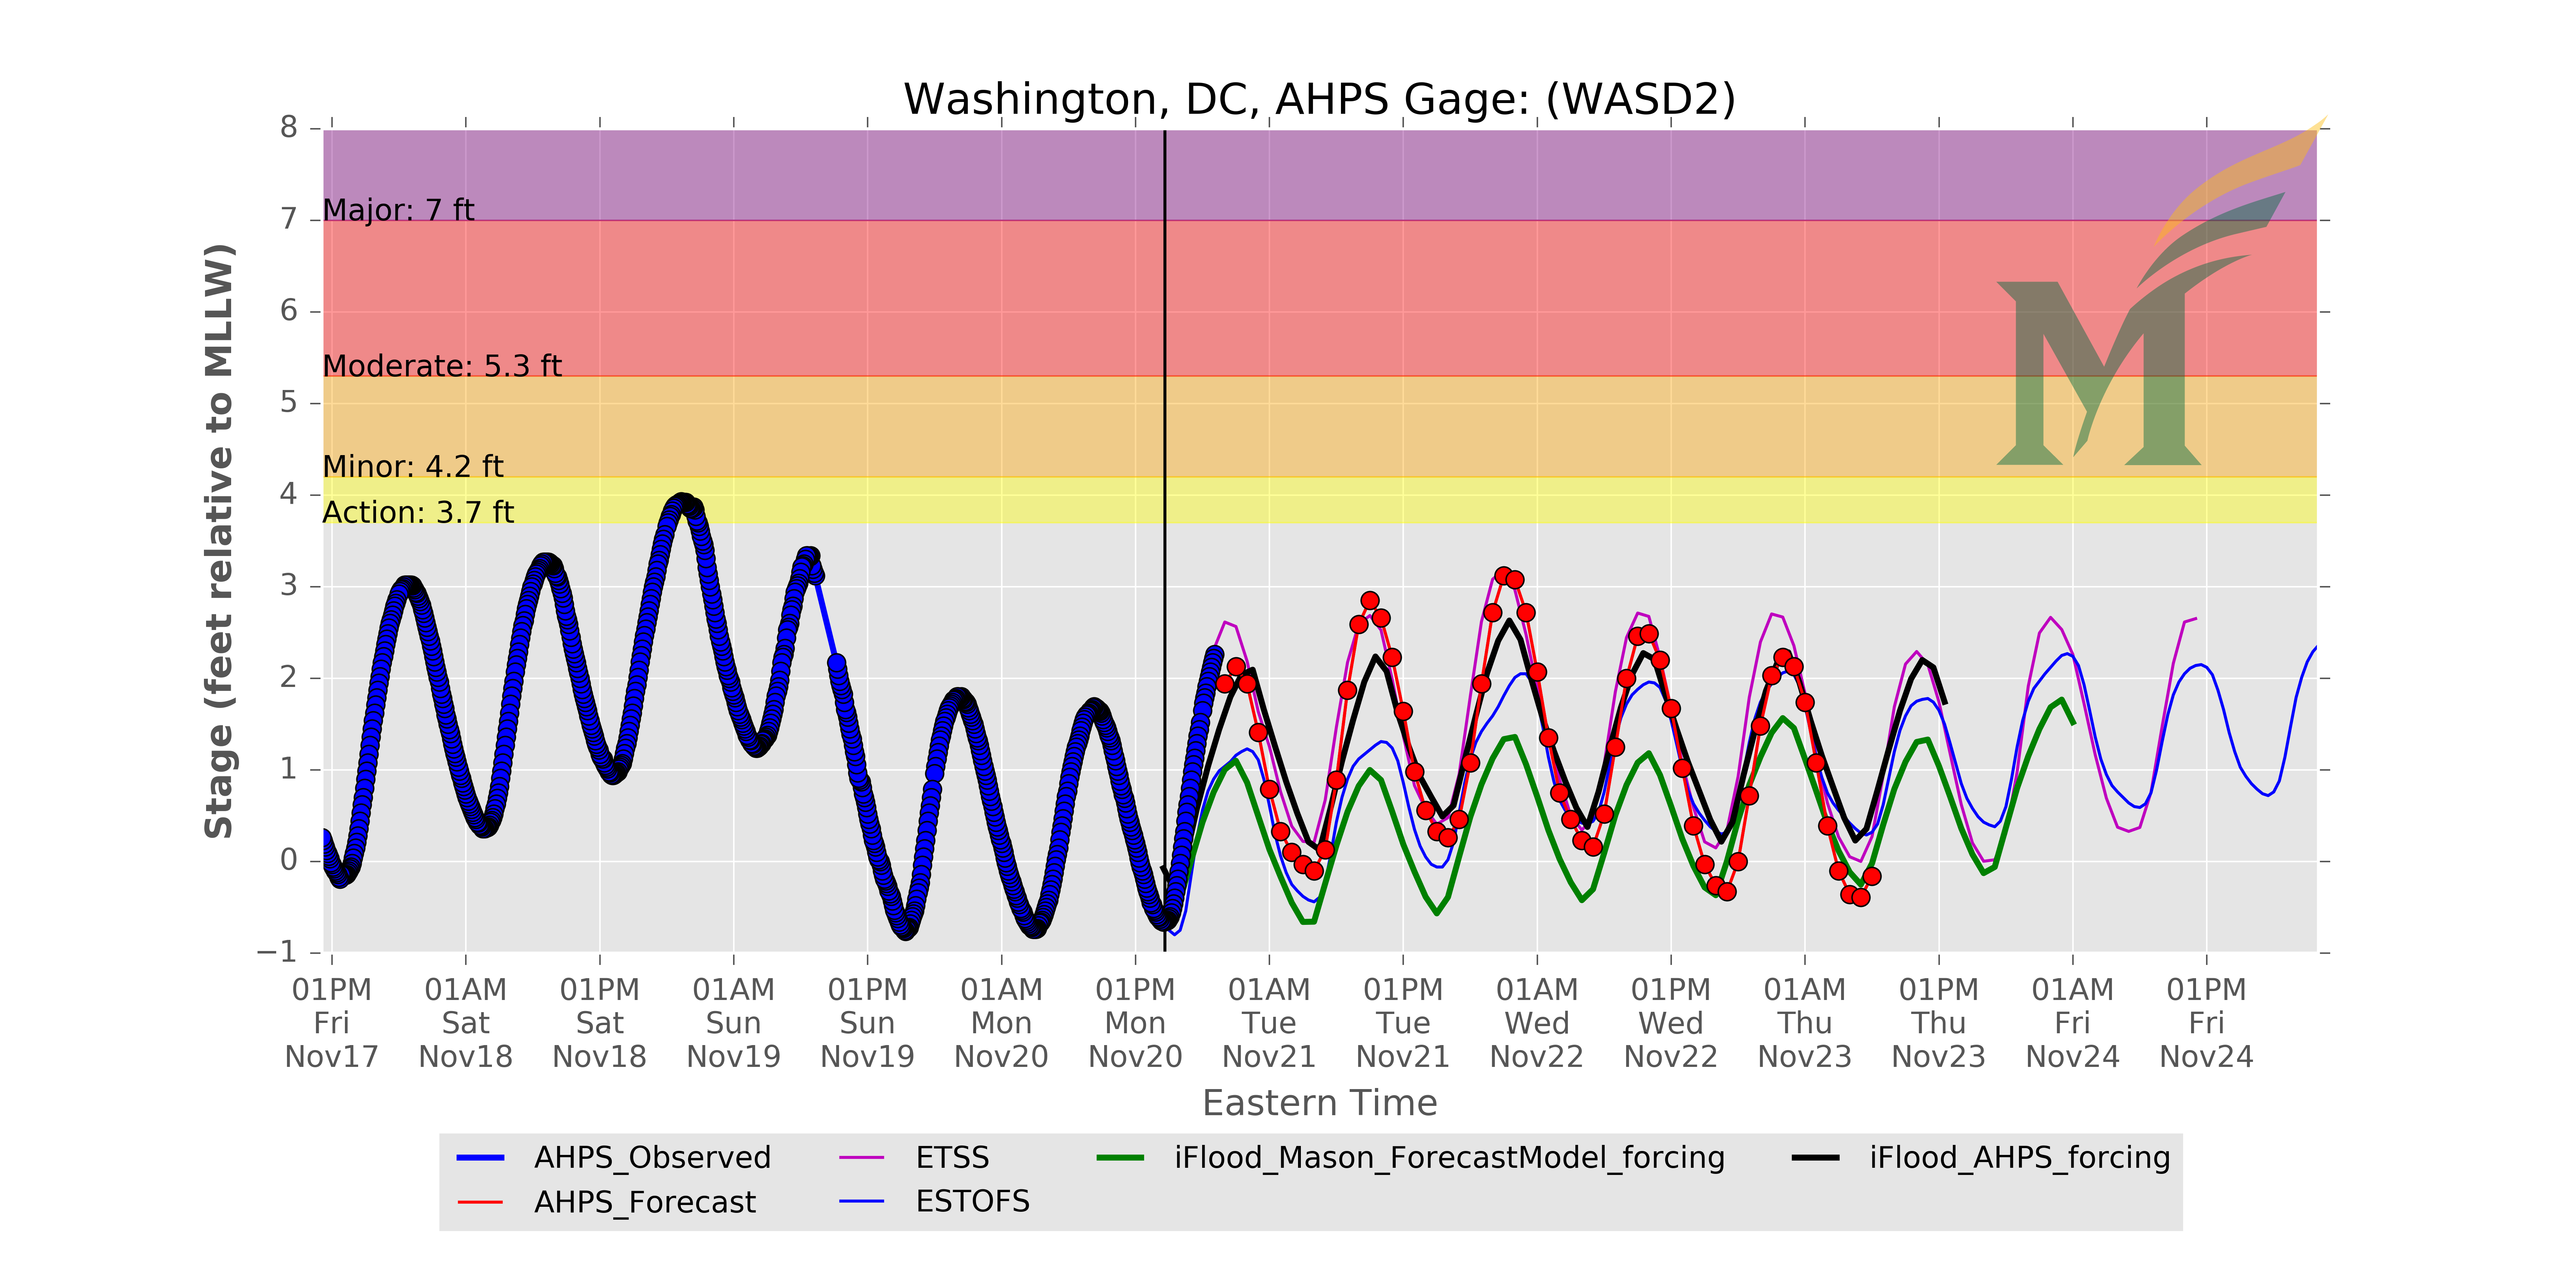 Washington, DC, AHPS Gage: (WASD2)
Stage (feet relative to MLLW)
8
7
6
5
4
3
2
1
0
−1
Major: 7 ft
Moderate: 5.3 ft
Minor: 4.2 ft
Action: 3.7 ft
01PM 01AM 01PM 01AM 01PM 01AM 01PM 01AM 01PM 01AM 01PM 01AM 01PM 01AM 01PM
Fri Sat Sat Sun Sun Mon Mon Tue Tue Wed Wed Thu Thu Fri Fri
Nov17 Nov18 Nov18 Nov19 Nov19 Nov20 Nov20 Nov21 Nov21 Nov22 Nov22 Nov23 Nov23 Nov24 Nov24
Eastern Time
AHPS_Observed ETSS iFlood_Mason_ForecastModel_forcing iFlood_AHPS_forcing
AHPS_Forecast ESTOFS